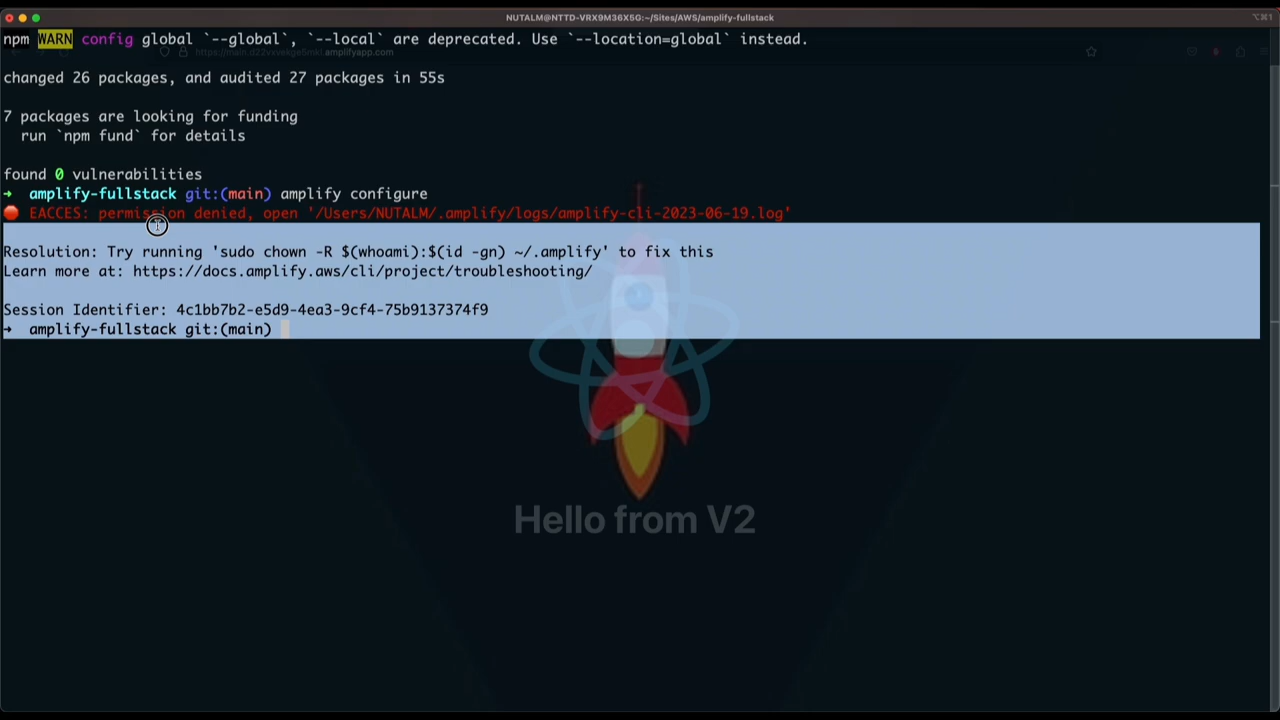 NUTALM@NTTD-VRX9M36X5G:~/Sites/AWS/amplify-fullstack
⌥⌘1
npm WARN config global `--global`, `--local` are deprecated. Use `--location=global` instead.
changed 26 packages, and audited 27 packages in 55s
7 packages are looking for funding
run `npm fund` for details
found 0 vulnerabilities
→ amplify-fullstack git:(main) amplify configure
EACCES: permission denied, open '/Users/NUTALM/.amplify/logs/amplify-cli-2023-06-19.log'
Resolution: Try running 'sudo chown -R $(whoami):$(id -gn) ~/.amplify' to fix this
Learn more at: https://docs.amplify.aws/cli/project/troubleshooting/
Session Identifier: 4c1bb7b2-e5d9-4ea3-9cf4-75b9137374f9
→ amplify-fullstack git:(main)
Hello from V2